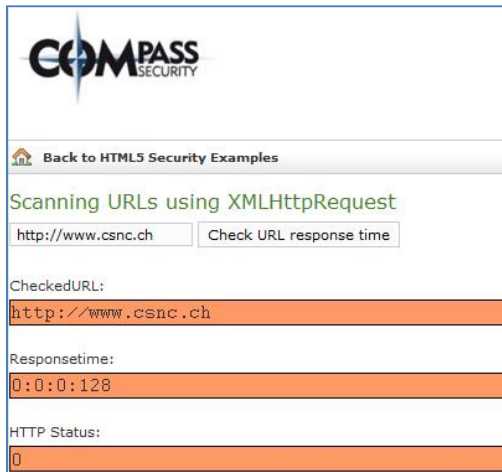 COMPASS
SECURITY
Back to HTML5 Security Examples
Scanning URLs using XMLHttpRequest
http://www.csnc.ch Check URL response time
CheckedURL:
http://www.csnc.ch
Responsetime:
0:0:0:128
HTTP Status:
0